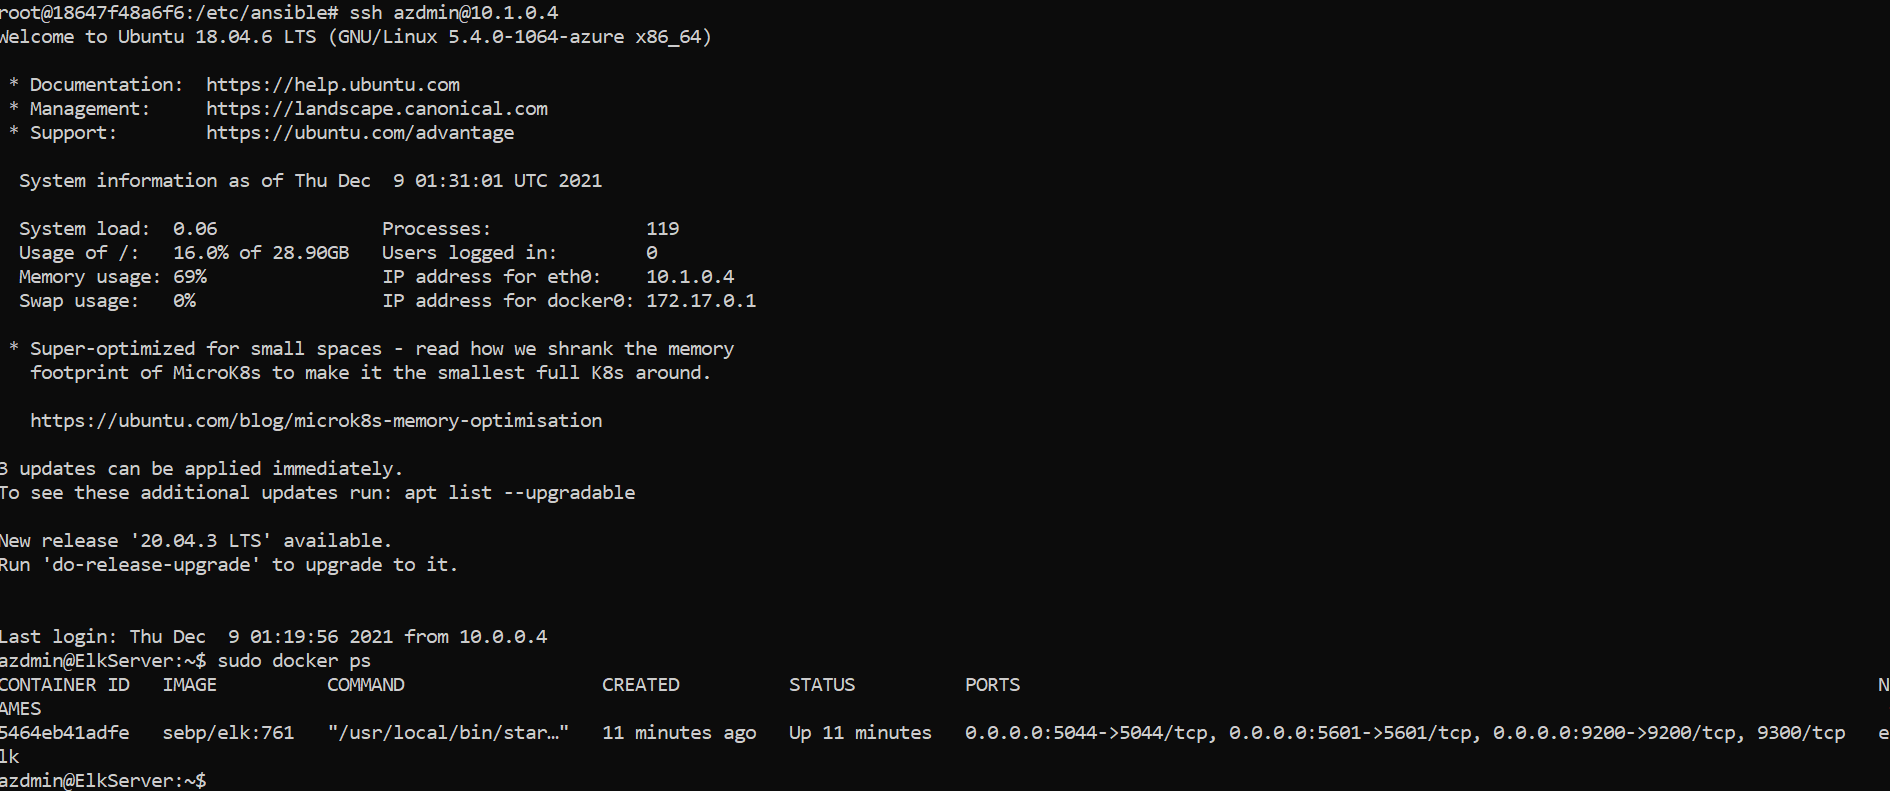 root@18647f48a6f6:/etc/ansible# ssh azdmin@10.1.0.4
Welcome to Ubuntu 18.04.6 LTS (GNU/Linux 5.4.0-1064-azure x86_64)
* Documentation:  https://help.ubuntu.com
* Management:     https://landscape.canonical.com
* Support:        https://ubuntu.com/advantage
System information as of Thu Dec  9 01:31:01 UTC 2021
System load:  0.06               Processes:              119
Usage of /:   16.0% of 28.90GB   Users logged in:        0
Memory usage: 69%                IP address for eth0:    10.1.0.4
Swap usage:   0%                 IP address for docker0: 172.17.0.1
* Super-optimized for small spaces - read how we shrank the memory
footprint of MicroK8s to make it the smallest full K8s around.
https://ubuntu.com/blog/microk8s-memory-optimisation
3 updates can be applied immediately.
To see these additional updates run: apt list --upgradable
New release '20.04.3 LTS' available.
Run 'do-release-upgrade' to upgrade to it.
Last login: Thu Dec  9 01:19:56 2021 from 10.0.0.4
azdmin@ElkServer:~$ sudo docker ps
CONTAINER ID   IMAGE          COMMAND                  CREATED          STATUS          PORTS                                                                              N
AMES
5464eb41adfe   sebp/elk:761   "/usr/local/bin/star…"   11 minutes ago   Up 11 minutes   0.0.0.0:5044->5044/tcp, 0.0.0.0:5601->5601/tcp, 0.0.0.0:9200->9200/tcp, 9300/tcp   e
lk
azdmin@ElkServer:~$